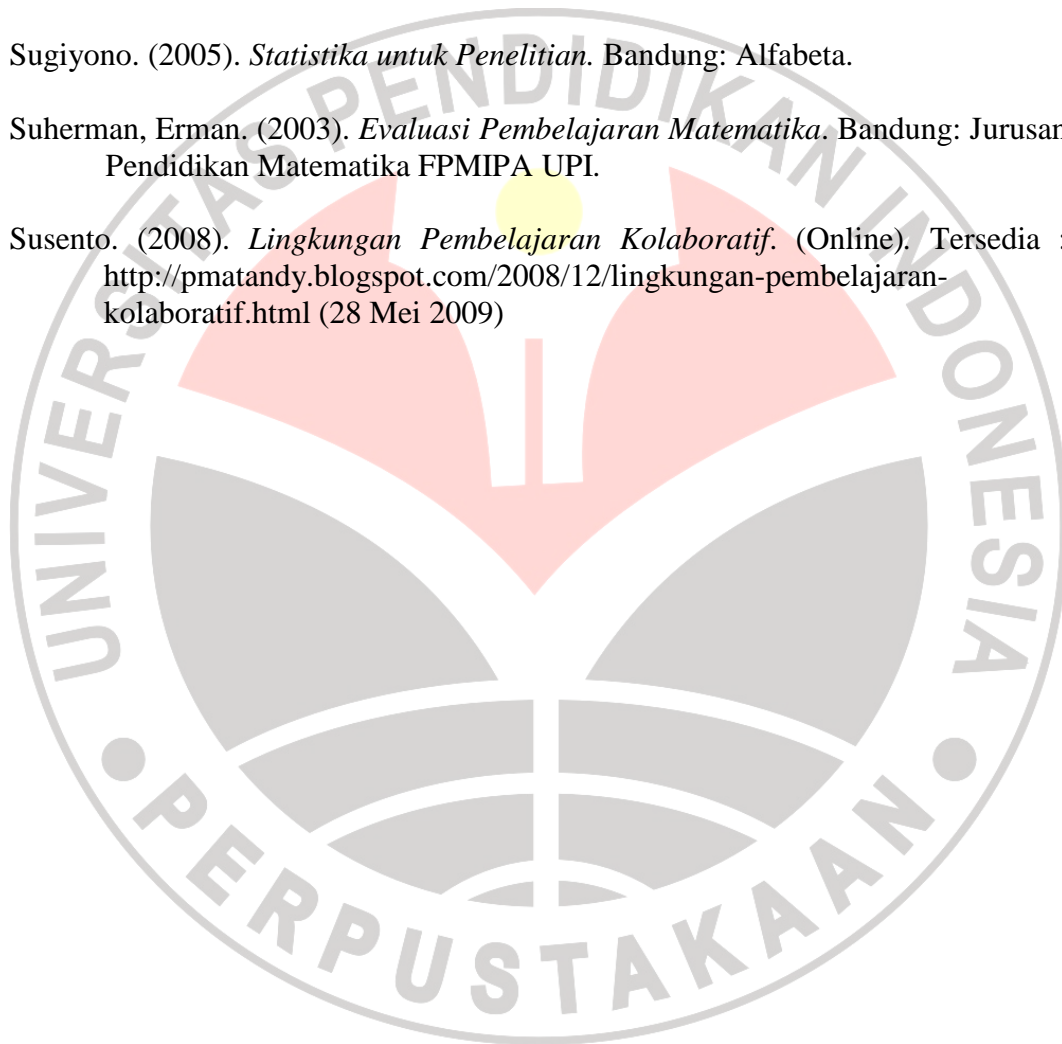 Sugiyono. (2005). Statistika untuk Penelitian. Bandung: Alfabeta.
Suherman, Erman. (2003). Evaluasi Pembelajaran Matematika. Bandung: Jurusan
Pendidikan Matematika FPMIPA UPI.
Susento. (2008). Lingkungan Pembelajaran Kolaboratif. (Online). Tersedia :
http://pmatandy.blogspot.com/2008/12/lingkungan-pembelajaran-
kolaboratif.html (28 Mei 2009)
UNIVERSITAS PENDIDIKAN INDONESIA
PERPUSTAKAAN